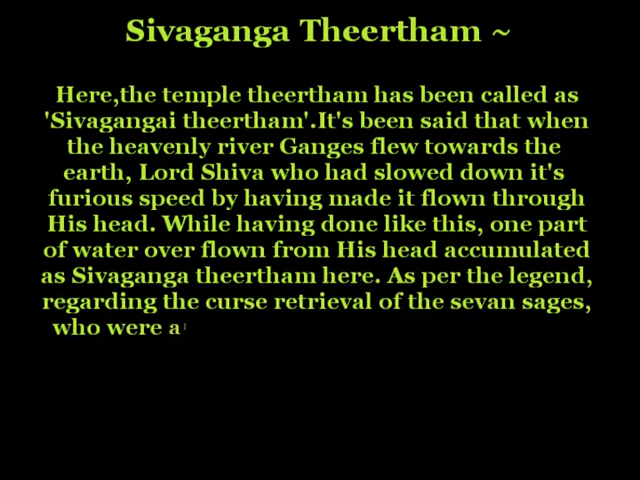 Sivaganga Theertham ~
Here,the temple theertham has been called as
'Sivagangai theertham'.It's been said that when
the heavenly river Ganges flew towards the
earth, Lord Shiva who had slowed down it's
furious speed by having made it flown through
His head. While having done like this, one part
of water over flown from His head accumulated
as Sivaganga theertham here. As per the legend,
regarding the curse retrieval of the sevan sages,
who were a